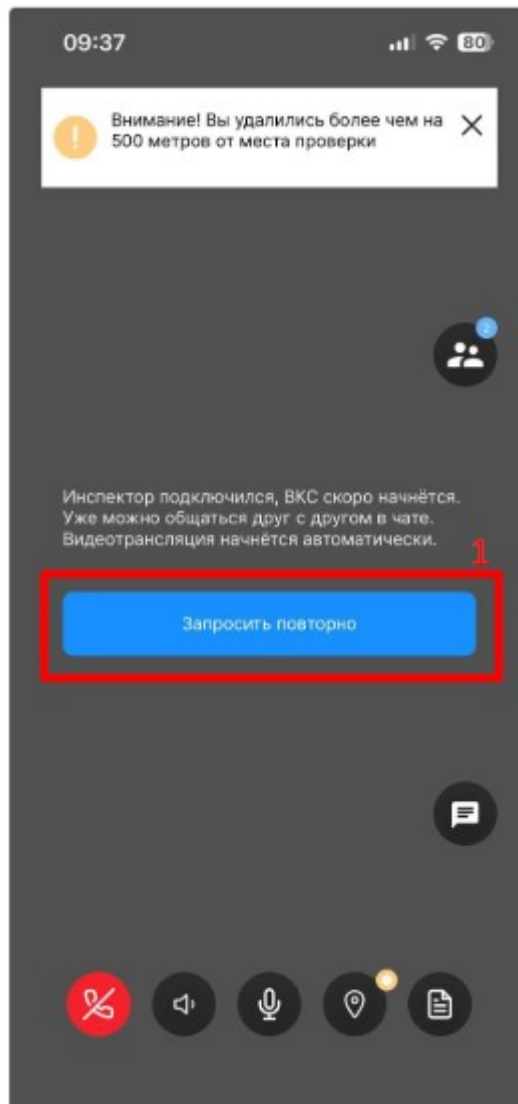 09:37
80
Внимание! Вы удалились более чем на
500 метров от места проверки
2
Инспектор подключился, ВКС скоро начнётся.
Уже можно общаться друг с другом в чате.
Видеотрансляция начнётся автоматически.
1
Запросить повторно